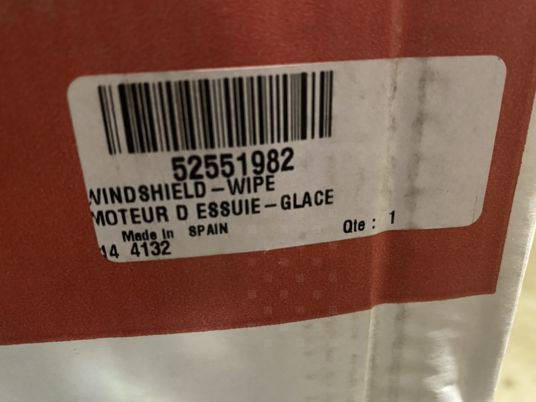 52551982
WINDSHIELD-WIPE
MOTEUR D ESSUIE-GLACE
Made In SPAIN
Qte : 1
14 4132